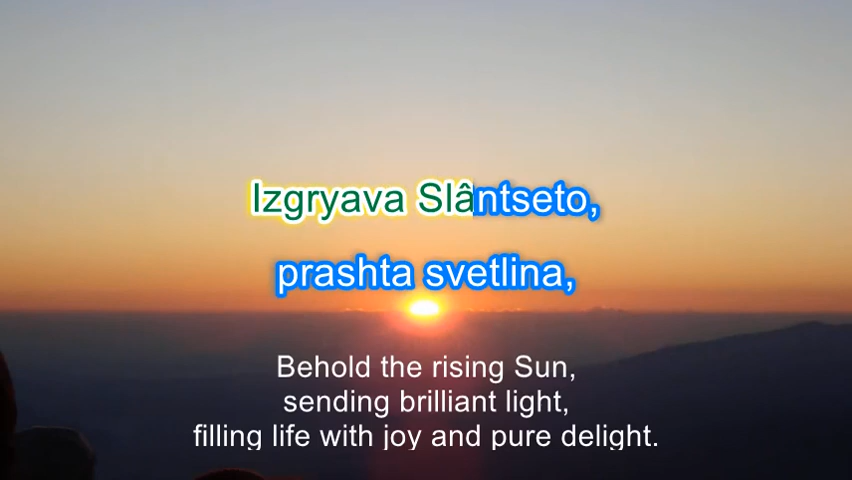 Izgryava Slântseto,
prashta svetlina,
Behold the rising Sun,
sending brilliant light,
filling life with joy and pure delight.